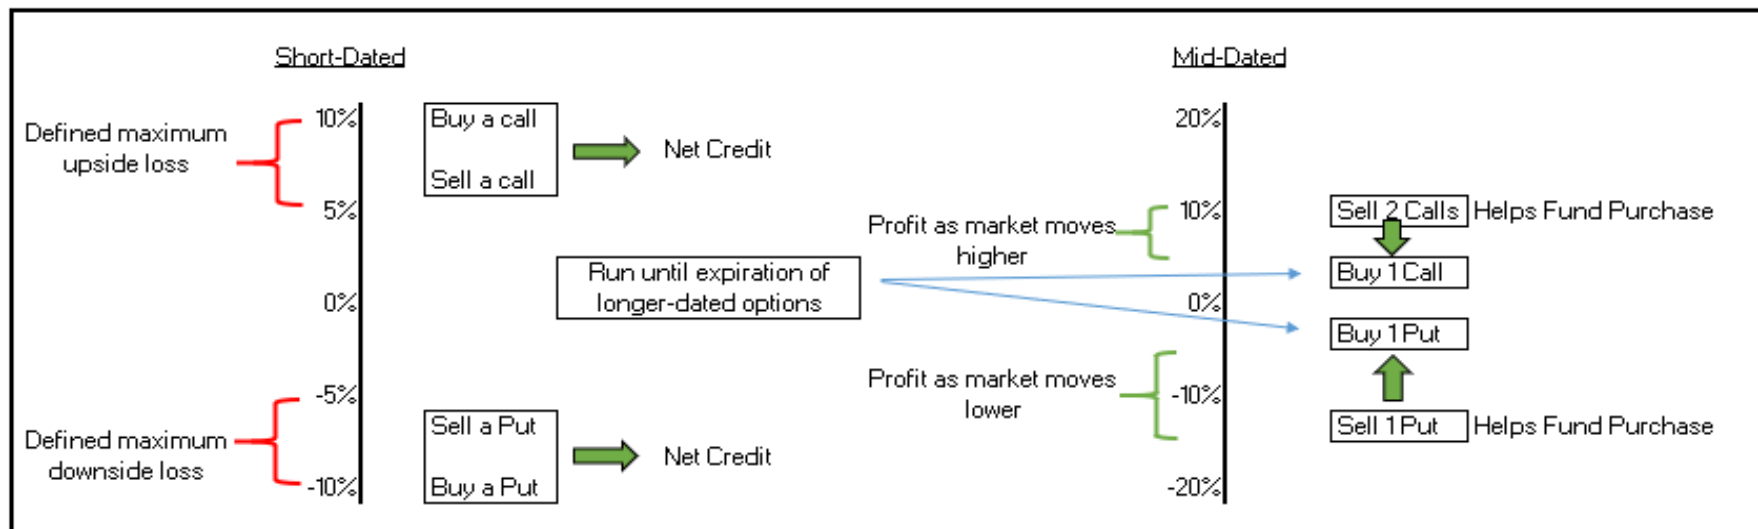 Short-Dated
Mid-Dated
Defined maximum
upside loss
10%
5%
0%
-5%
-10%
Buy a call
Sell a call
Net Credit
Run until expiration of
longer-dated options
Defined maximum
downside loss
Sell a Put
Buy a Put
Net Credit
Profit as market moves
higher
Profit as market moves
lower
20%
10%
0%
-10%
-20%
Sell 2 Calls Helps Fund Purchase
Buy 1 Call
Buy 1 Put
Sell 1 Put Helps Fund Purchase